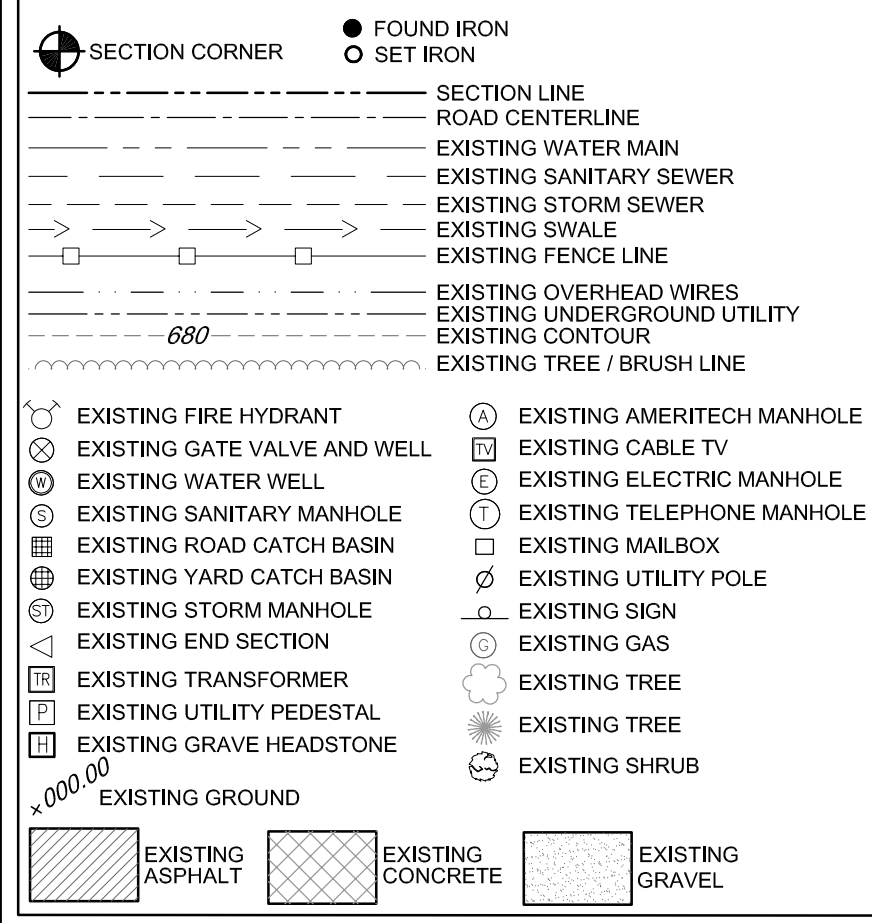 SECTION CORNER
FOUND IRON
SET IRON
SECTION LINE
ROAD CENTERLINE
EXISTING WATER MAIN
EXISTING SANITARY SEWER
EXISTING STORM SEWER
EXISTING SWALE
EXISTING FENCE LINE
EXISTING OVERHEAD WIRES
EXISTING UNDERGROUND UTILITY
680 EXISTING CONTOUR
EXISTING TREE / BRUSH LINE
EXISTING FIRE HYDRANT
EXISTING GATE VALVE AND WELL
W EXISTING WATER WELL
S EXISTING SANITARY MANHOLE
EXISTING ROAD CATCH BASIN
EXISTING YARD CATCH BASIN
ST EXISTING STORM MANHOLE
EXISTING END SECTION
TR EXISTING TRANSFORMER
P EXISTING UTILITY PEDESTAL
H EXISTING GRAVE HEADSTONE
x000.00 EXISTING GROUND
A EXISTING AMERITECH MANHOLE
TV EXISTING CABLE TV
E EXISTING ELECTRIC MANHOLE
T EXISTING TELEPHONE MANHOLE
EXISTING MAILBOX
EXISTING UTILITY POLE
EXISTING SIGN
G EXISTING GAS
EXISTING TREE
EXISTING TREE
EXISTING SHRUB
EXISTING
ASPHALT
EXISTING
CONCRETE
EXISTING
GRAVEL